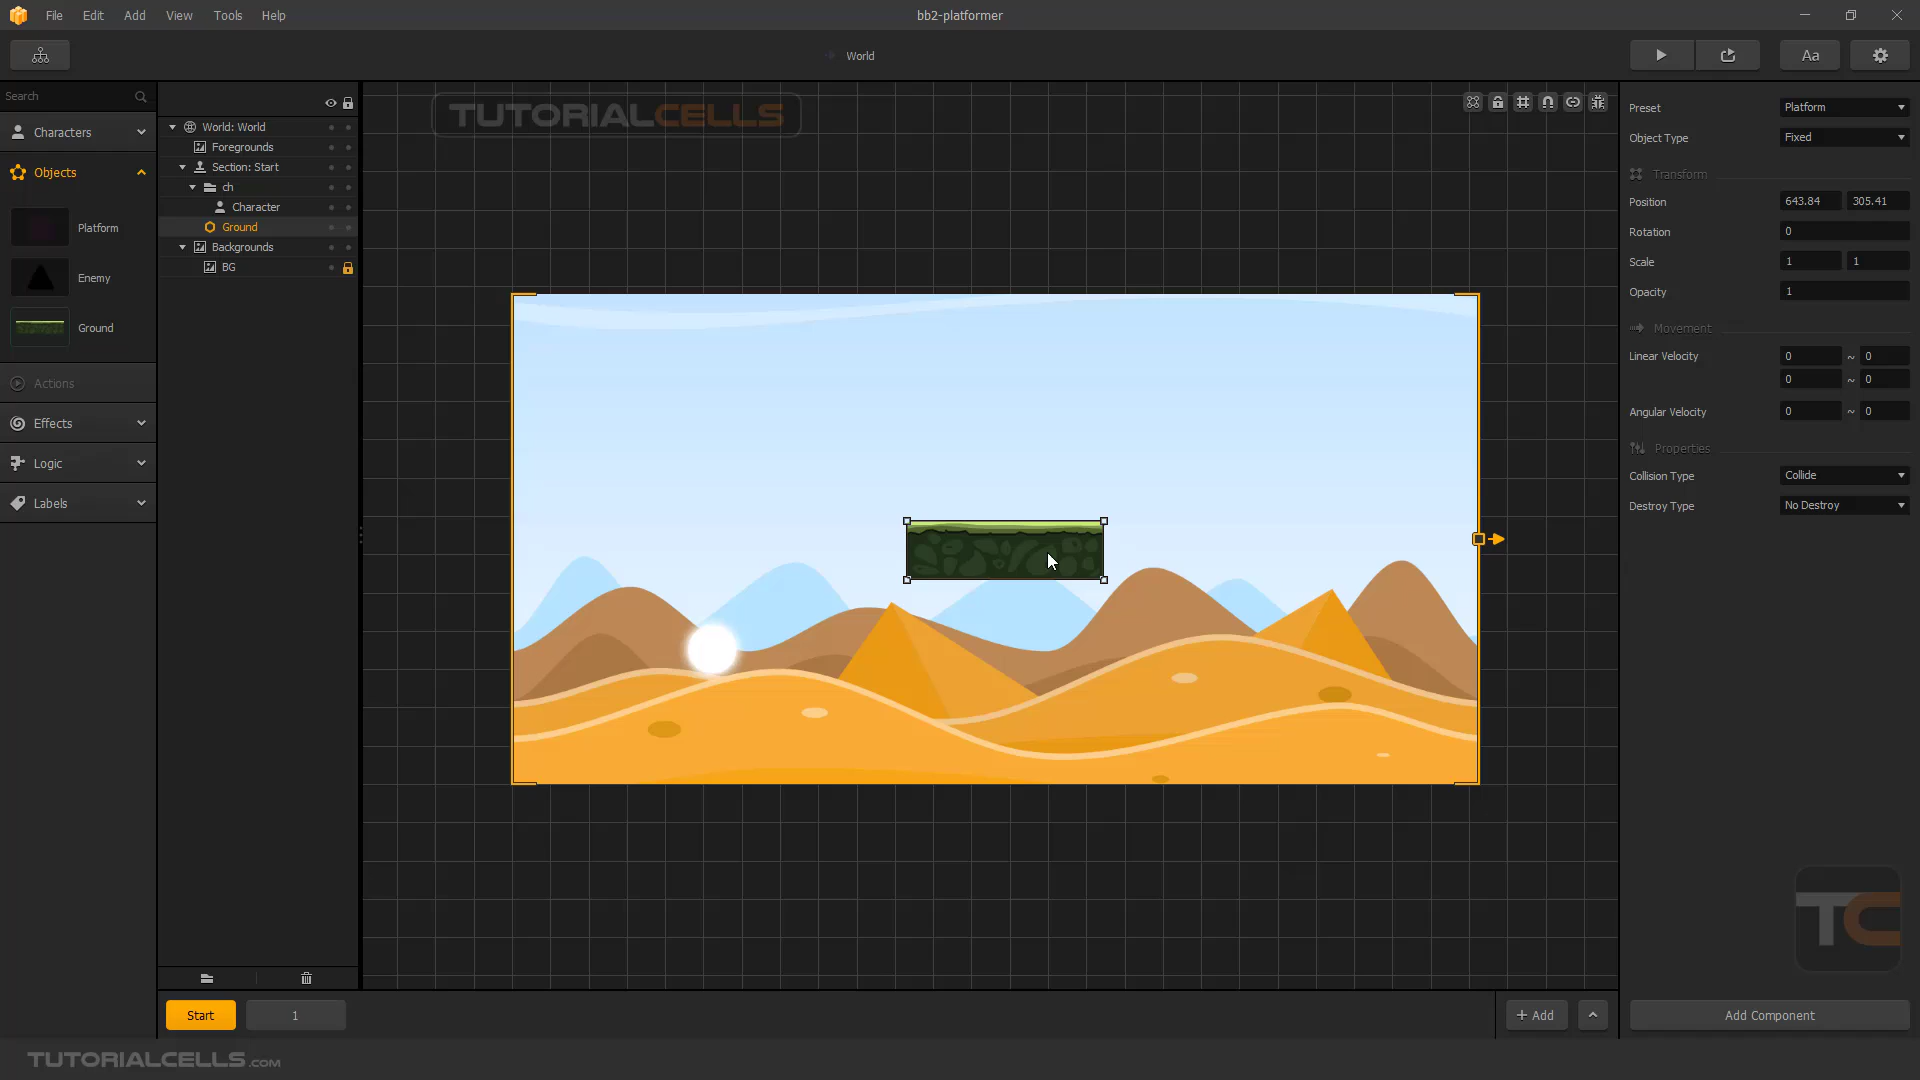 File Edit Add View Tools Help
bb2-platformer
World
Aa
Search
Characters
Objects
Platform
Enemy
Ground
Actions
Effects
Logic
Labels
World: World
Foregrounds
Section: Start
ch
Character
Ground
Backgrounds
BG
TUTORIALCELLS
Preset Platform
Object Type Fixed
Transform
Position 643.84 305.41
Rotation 0
Scale 1 1
Opacity 1
Movement
Linear Velocity 0 ~ 0
0 ~ 0
Angular Velocity 0 ~ 0
Properties
Collision Type Collide
Destroy Type No Destroy
TC
Start 1
+ Add
Add Component
TUTORIALCELLS.COM